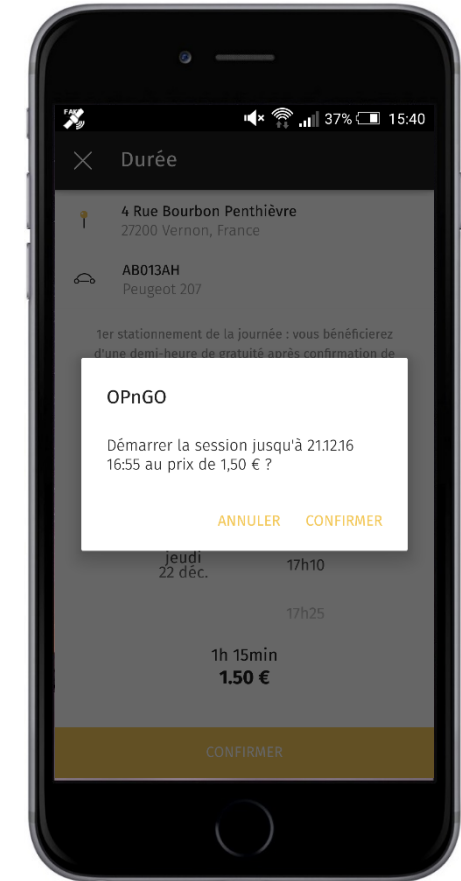 FAK
37% 15:40
Durée
4 Rue Bourbon Penthièvre
27200 Vernon, France
AB013AH
Peugeot 207
1er stationnement de la journée : vous bénéficierez
d'une demi-heure de gratuité après confirmation de
OPnGO
Démarrer la session jusqu'à 21.12.16
16:55 au prix de 1,50 € ?
ANNULER CONFIRMER
jeudi
22 déc.
17h10
17h25
1h 15min
1.50 €
CONFIRMER